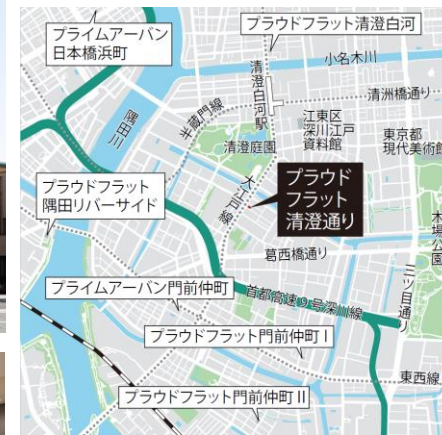 プライムアーバン
日本橋浜町
プラウドフラット清澄白河
小名木川
清澄白河駅
清洲橋通り
半蔵門線
隅田川
清澄庭園
江東区
深川江戸
資料館
東京都
現代美術館
プラウド
フラット
清澄通り
大江戸線
プラウドフラット
隅田リバーサイド
木場公園
葛西橋通り
三ツ目通り
プライムアーバン門前仲町
首都高速9号深川線
プラウドフラット門前仲町Ⅰ
東西線
プラウドフラット門前仲町Ⅱ